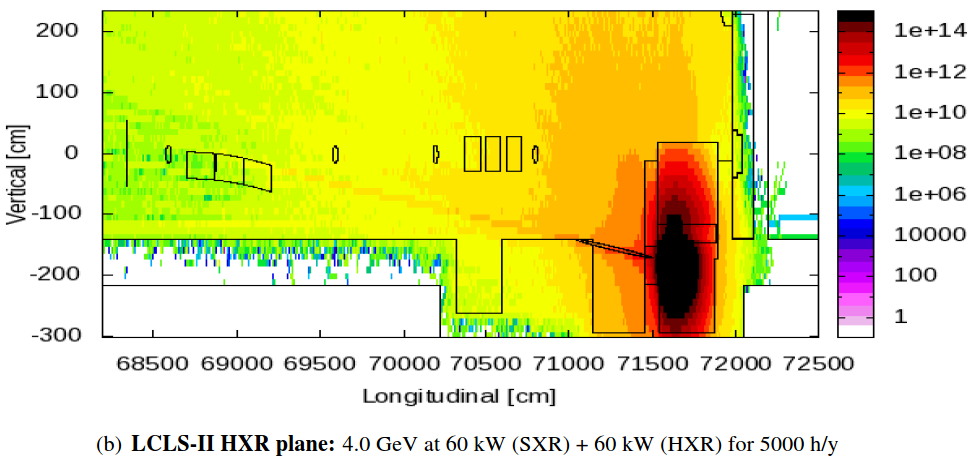 200
100
0
-100
-200
-300
Vertical [cm]
68500 69000 69500 70000 70500 71000 71500 72000 72500
Longitudinal [cm]
1e+14
1e+12
1e+10
1e+08
1e+06
10000
100
1
(b) LCLS-II HXR plane: 4.0 GeV at 60 kW (SXR) + 60 kW (HXR) for 5000 h/y